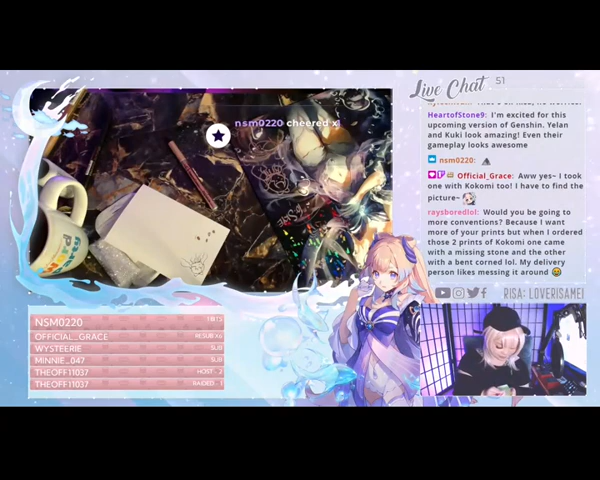 Live Chat 51
nsm0220 cheered x1
HeartofStone9: I'm excited for this
upcoming version of Genshin. Yelan
and Kuki look amazing! Even their
gameplay looks awesome
nsm0220:
Official_Grace: Aww yes~ I took
one with Kokomi too! I have to find the
picture~
raysboredlol: Would you be going to
more conventions? Because I want
more of your prints but when I ordered
those 2 prints of Kokomi one came
with a missing stone and the other
with a bent corned lol. My delivery
person likes messing it around
RISA: LOVERISAMEI
NSM0220
OFFICIAL_GRACE RESUB X6
WYSTEERIE SUB
MINNIE_047 SUB
THEOFF11037 HOST - 2
THEOFF11037 RAIDED - 1